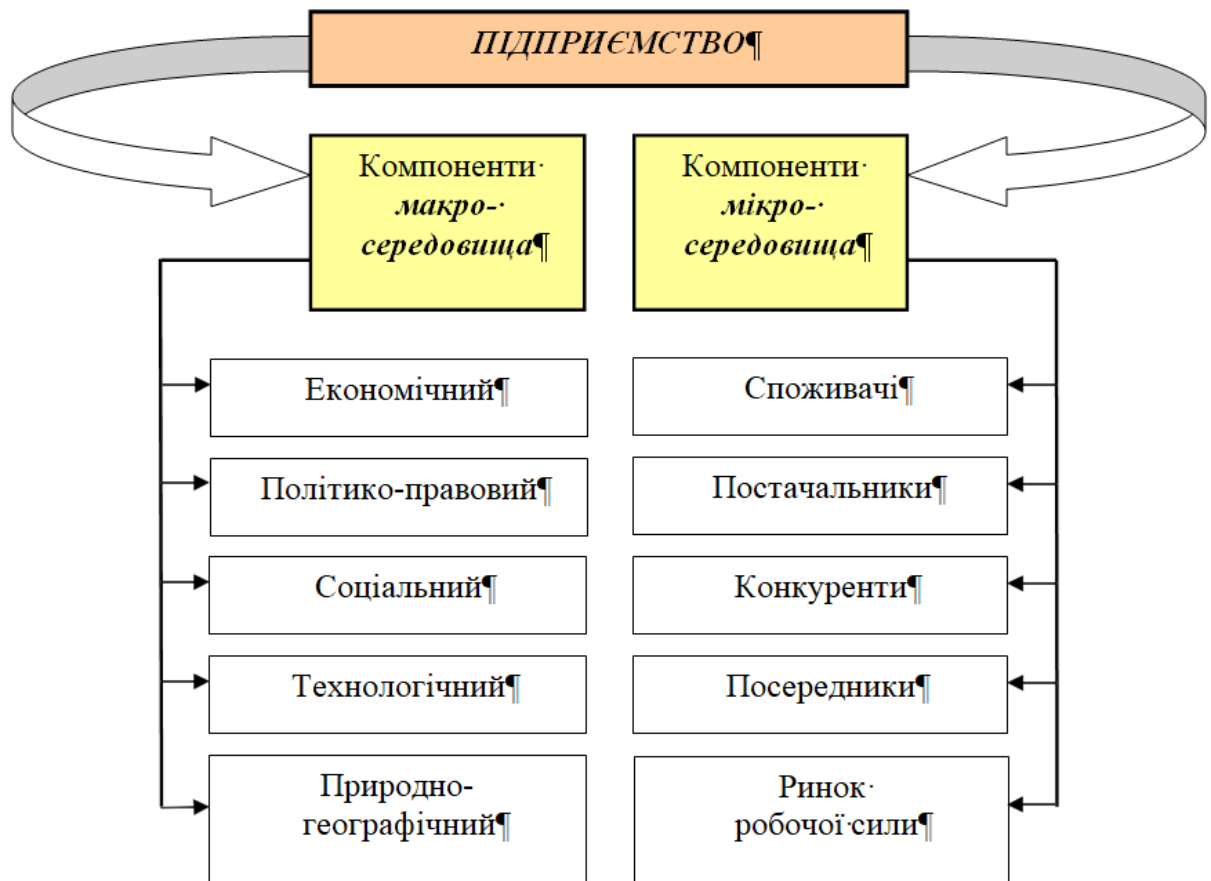 ПІДПРИЄМСТВО¶
Компоненти·
макро-·
середовища¶
Компоненти·
мікро-·
середовища¶
Економічний¶
Політико-правовий¶
Соціальний¶
Технологічний¶
Природно-
географічний¶
Споживачі¶
Постачальники¶
Конкуренти¶
Посередники¶
Ринок·
робочої·сили¶